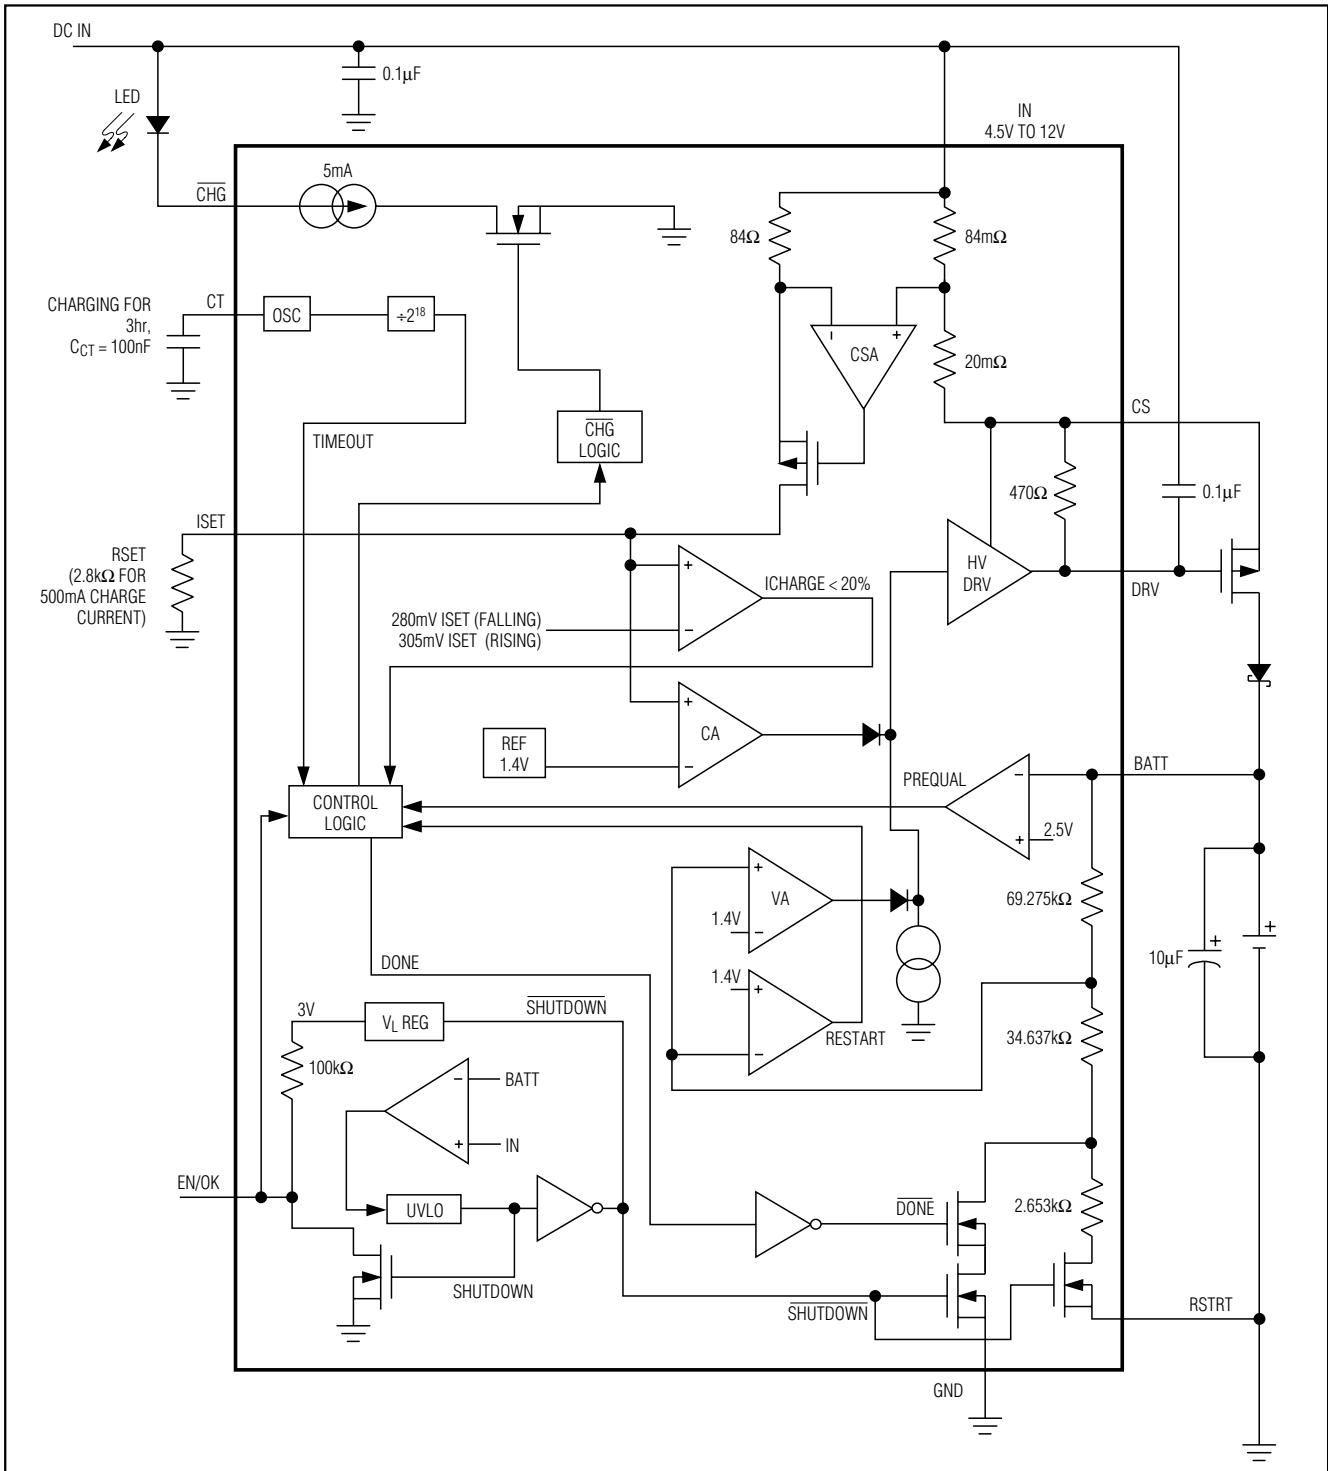 DC IN
0.1μF
LED
IN
4.5V TO 12V
5mA
CHG
84Ω
84mΩ
CHARGING FOR
3hr,
CCT = 100nF
CT
OSC
÷2¹⁸
-
+
CSA
20mΩ
CS
CHG
LOGIC
TIMEOUT
470Ω
0.1μF
ISET
RSET
(2.8kΩ FOR
500mA CHARGE
CURRENT)
+
-
ICHARGE < 20%
280mV ISET (FALLING)
305mV ISET (RISING)
HV
DRV
DRV
REF
1.4V
+
-
CA
PREQUAL
-
+
2.5V
BATT
CONTROL
LOGIC
+
-
VA
1.4V
69.275kΩ
10μF
+
+
DONE
1.4V
+
-
RESTART
34.637kΩ
3V
VL REG
SHUTDOWN
100kΩ
-
BATT
+
IN
EN/OK
UVLO
DONE
2.653kΩ
SHUTDOWN
SHUTDOWN
RSTRT
GND